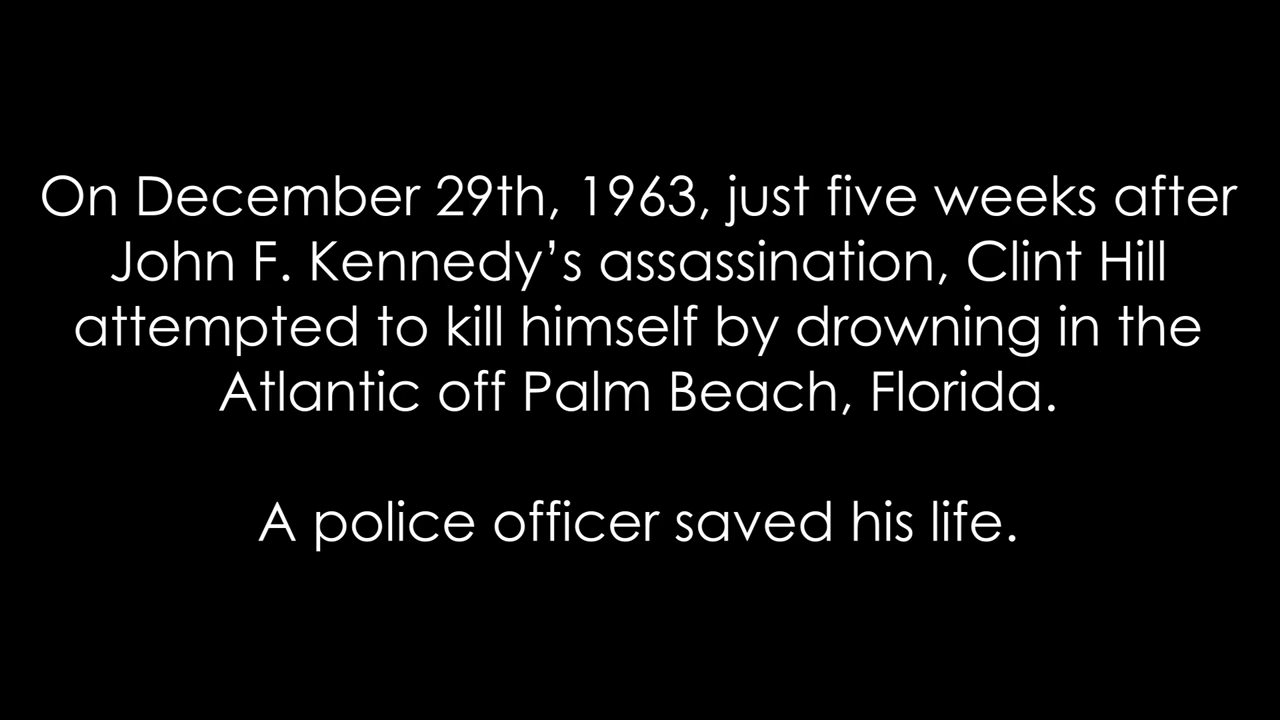 On December 29th, 1963, just five weeks after
John F. Kennedy’s assassination, Clint Hill
attempted to kill himself by drowning in the
Atlantic off Palm Beach, Florida.
A police officer saved his life.